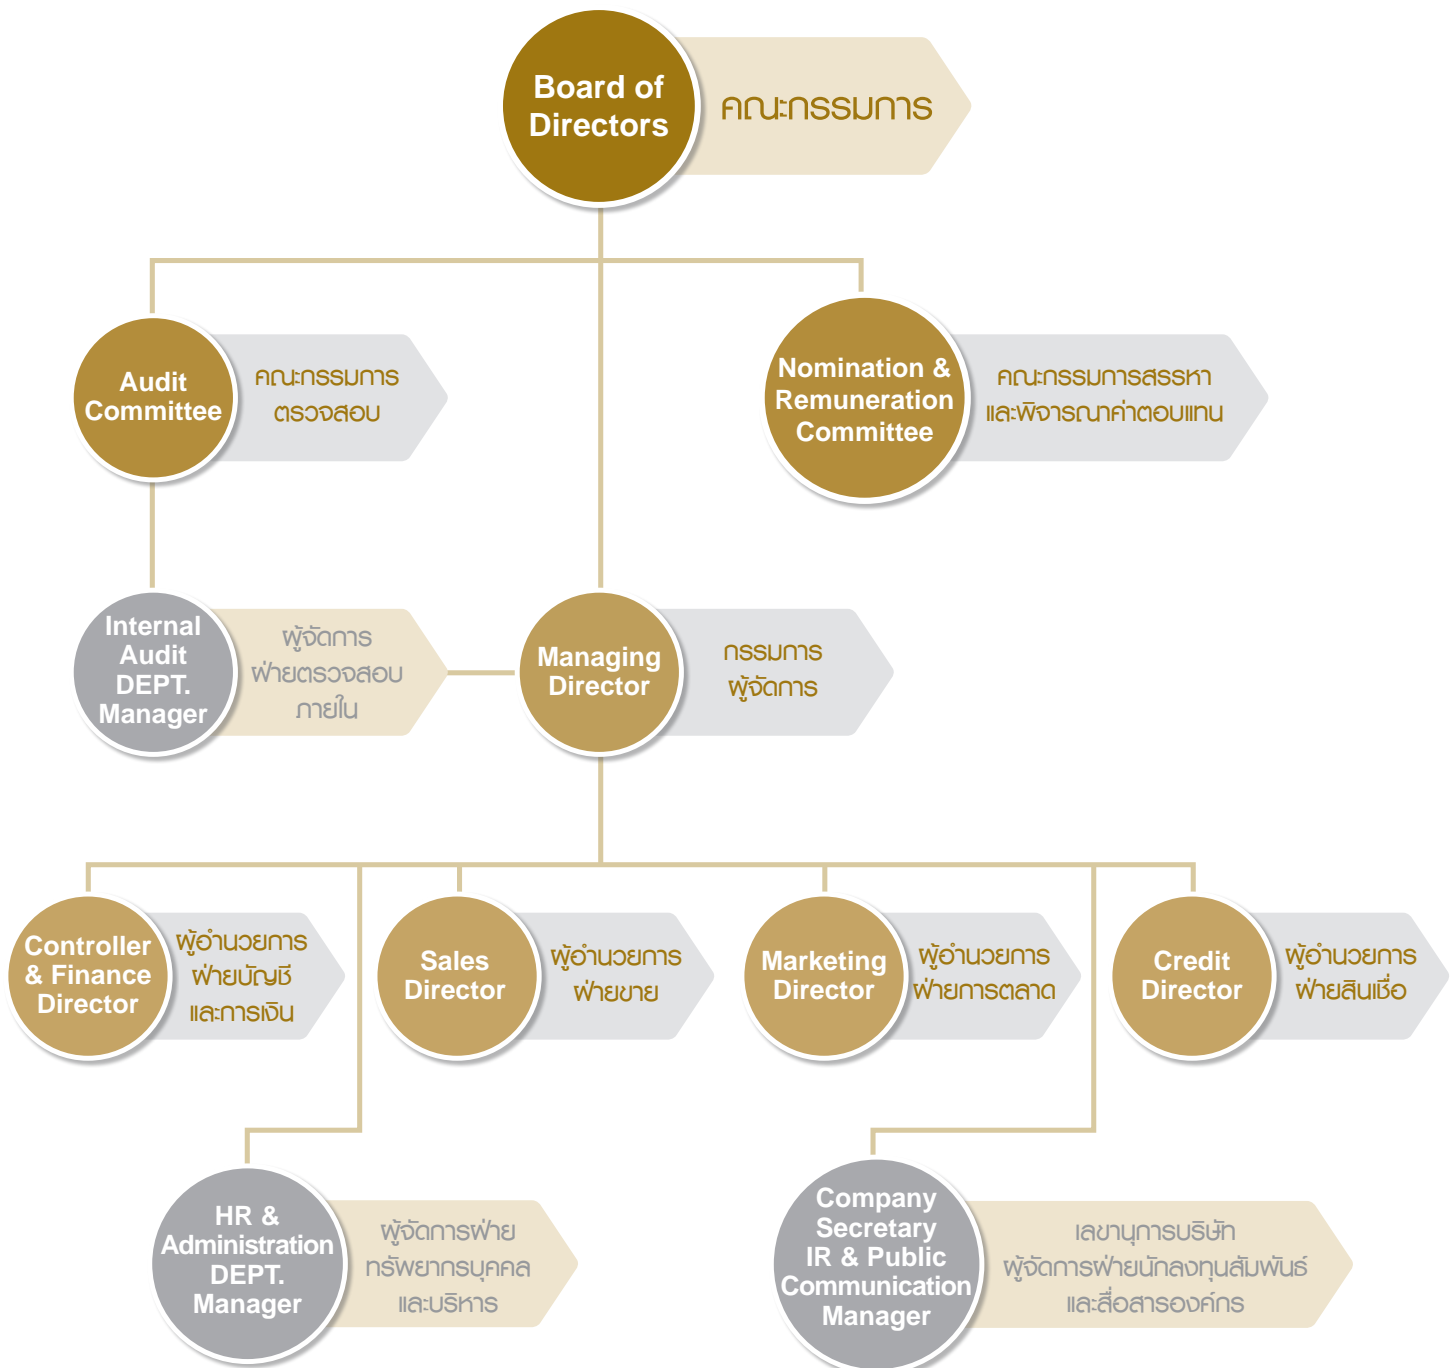 Board of
Directors
คณะกรรมการ
Audit
Committee
คณะกรรมการ
ตรวจสอบ
Nomination &
Remuneration
Committee
คณะกรรมการสรรหา
และพิจารณาค่าตอบแทน
Internal
Audit
DEPT.
Manager
ผู้จัดการ
ฝ่ายตรวจสอบ
ภายใน
Managing
Director
กรรมการ
ผู้จัดการ
Controller
& Finance
Director
ผู้อำนวยการ
ฝ่ายบัญชี
และการเงิน
Sales
Director
ผู้อำนวยการ
ฝ่ายขาย
Marketing
Director
ผู้อำนวยการ
ฝ่ายการตลาด
Credit
Director
ผู้อำนวยการ
ฝ่ายสินเชื่อ
HR &
Administration
DEPT.
Manager
ผู้จัดการฝ่าย
ทรัพยากรบุคคล
และบริหาร
Company
Secretary
IR & Public
Communication
Manager
เลขานุการบริษัท
ผู้จัดการฝ่ายนักลงทุนสัมพันธ์
และสื่อสารองค์กร